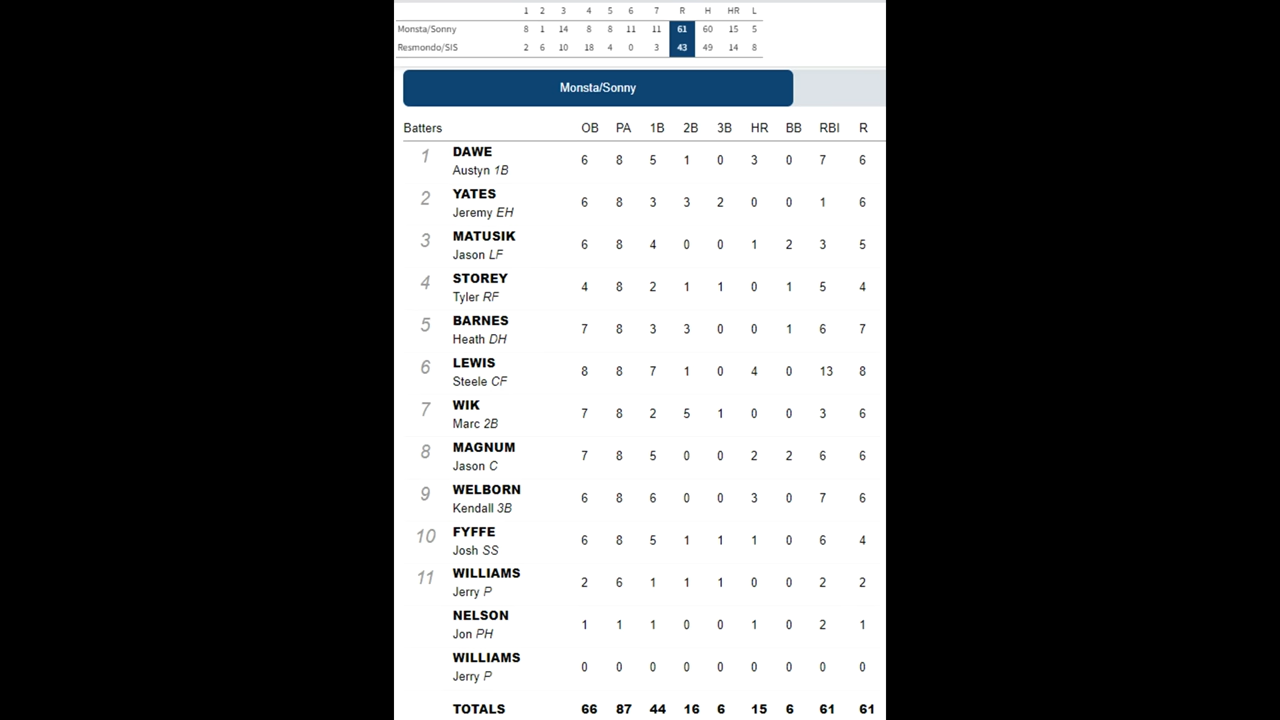 1 2 3 4 5 6 7 R H HR L
Monsta/Sonny 8 1 14 8 8 11 11 61 60 15 5
Resmondo/SIS 2 6 10 18 4 0 3 43 49 14 8
Monsta/Sonny
Batters OB PA 1B 2B 3B HR BB RBI R
1 DAWE 6 8 5 1 0 3 0 7 6
Austyn 1B
2 YATES 6 8 3 3 2 0 0 1 6
Jeremy EH
3 MATUSIK 6 8 4 0 0 1 2 3 5
Jason LF
4 STOREY 4 8 2 1 1 0 1 5 4
Tyler RF
5 BARNES 7 8 3 3 0 0 1 6 7
Heath DH
6 LEWIS 8 8 7 1 0 4 0 13 8
Steele CF
7 WIK 7 8 2 5 1 0 0 3 6
Marc 2B
8 MAGNUM 7 8 5 0 0 2 2 6 6
Jason C
9 WELBORN 6 8 6 0 0 3 0 7 6
Kendall 3B
10 FYFFE 6 8 5 1 1 1 0 6 4
Josh SS
11 WILLIAMS 2 6 1 1 1 0 0 2 2
Jerry P
NELSON 1 1 1 0 0 1 0 2 1
Jon PH
WILLIAMS 0 0 0 0 0 0 0 0 0
Jerry P
TOTALS 66 87 44 16 6 15 6 61 61